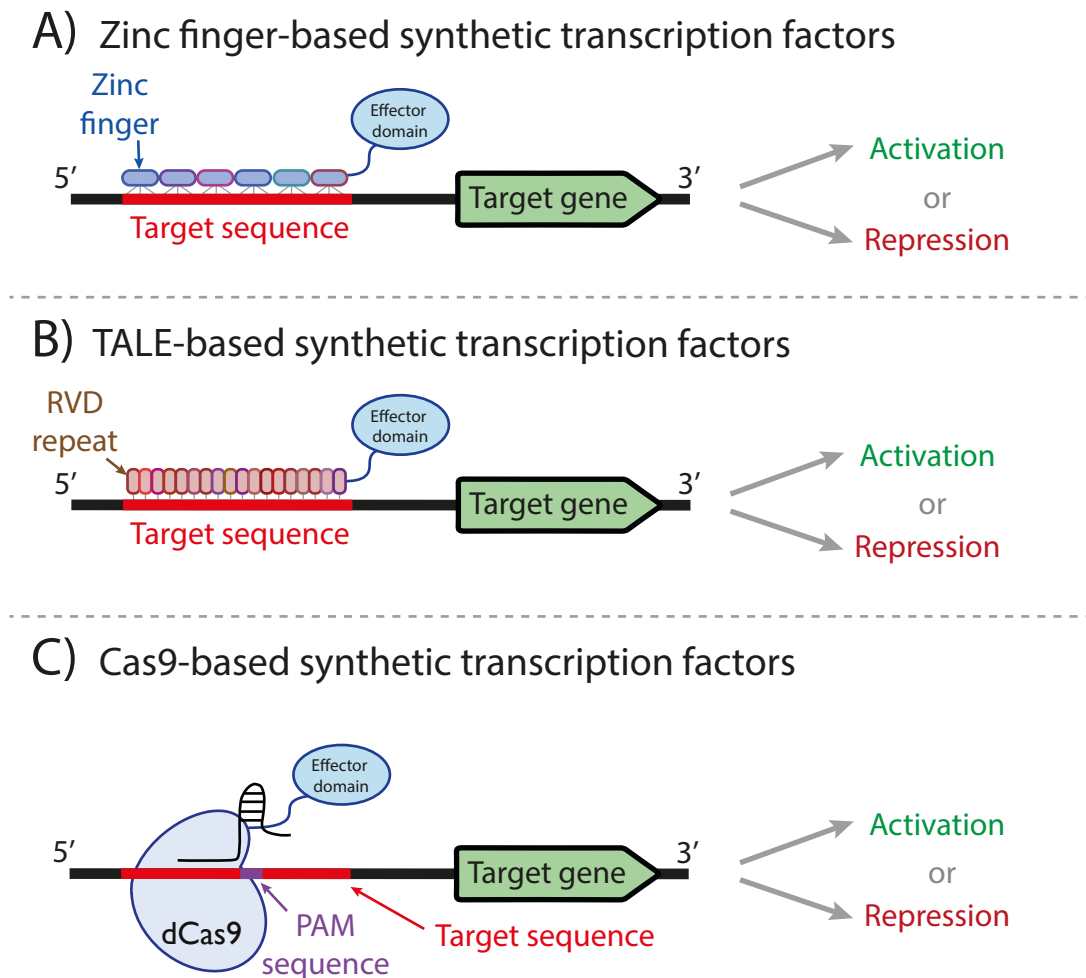 A) Zinc finger-based synthetic transcription factors
Zinc
finger
Effector
domain
5′
3′
Target gene
Target sequence
Activation
or
Repression
B) TALE-based synthetic transcription factors
RVD
repeat
Effector
domain
5′
3′
Target gene
Target sequence
Activation
or
Repression
C) Cas9-based synthetic transcription factors
Effector
domain
5′
3′
Target gene
dCas9
PAM
sequence
Target sequence
Activation
or
Repression